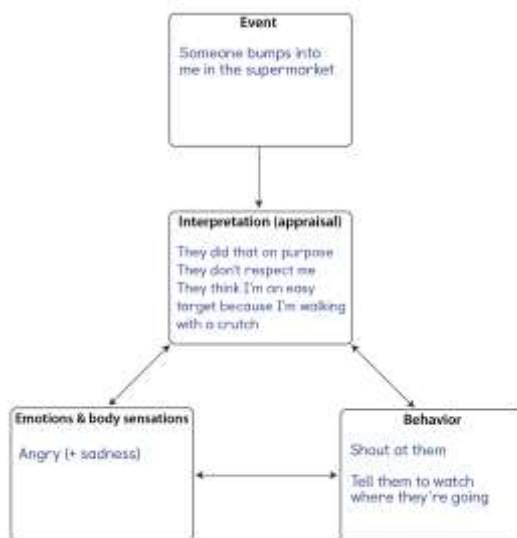 Event
Someone bumps into
me in the supermarket
Interpretation (appraisal)
They did that on purpose
They don't respect me
They think I'm an easy
target because I'm walking
with a crutch
Emotions & body sensations
Angry (+ sadness)
Behavior
Shout at them
Tell them to watch
where they're going